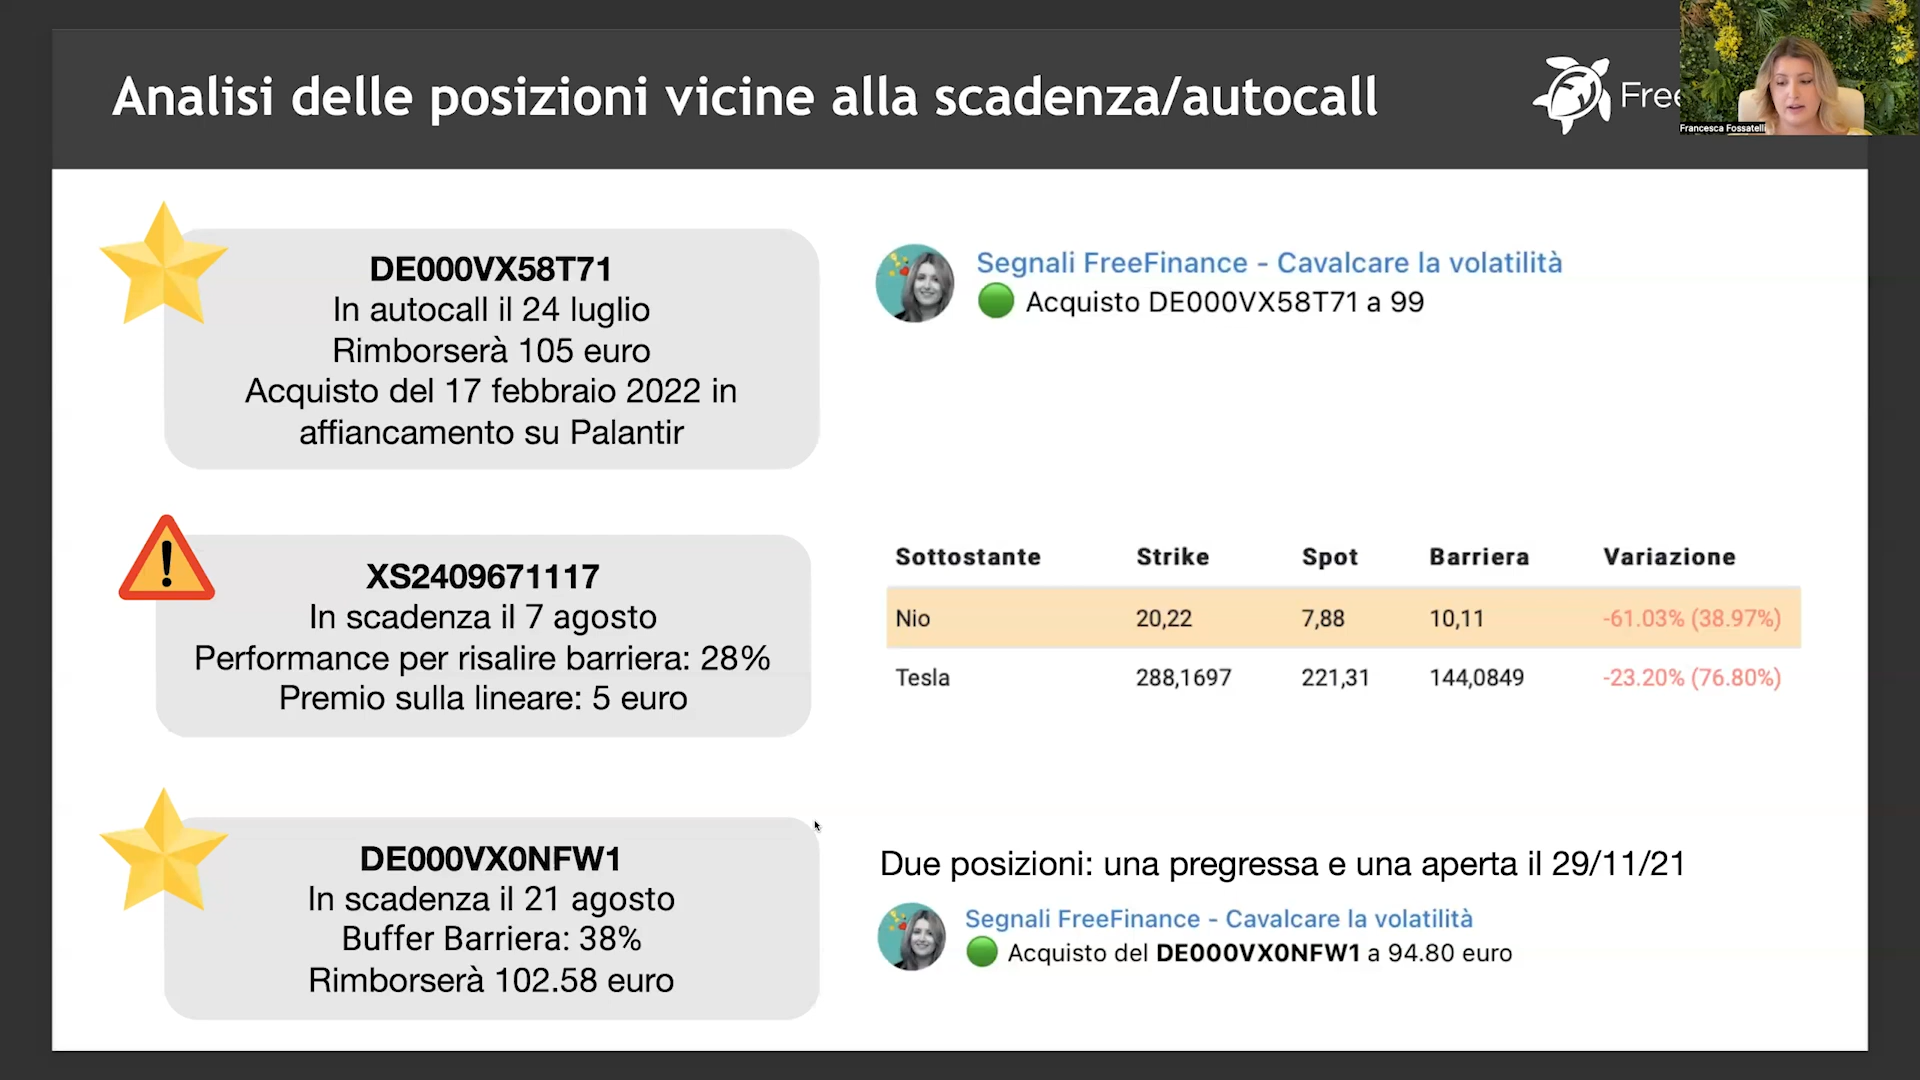 Analisi delle posizioni vicine alla scadenza/autocall
Free
Francesca Fossatelli
DE000VX58T71
In autocall il 24 luglio
Rimborserà 105 euro
Acquisto del 17 febbraio 2022 in
affiancamento su Palantir
Segnali FreeFinance - Cavalcare la volatilità
Acquisto DE000VX58T71 a 99
XS2409671117
In scadenza il 7 agosto
Performance per risalire barriera: 28%
Premio sulla lineare: 5 euro
Sottostante Strike Spot Barriera Variazione
Nio 20,22 7,88 10,11 -61.03% (38.97%)
Tesla 288,1697 221,31 144,0849 -23.20% (76.80%)
DE000VX0NFW1
In scadenza il 21 agosto
Buffer Barriera: 38%
Rimborserà 102.58 euro
Due posizioni: una pregressa e una aperta il 29/11/21
Segnali FreeFinance - Cavalcare la volatilità
Acquisto del DE000VX0NFW1 a 94.80 euro